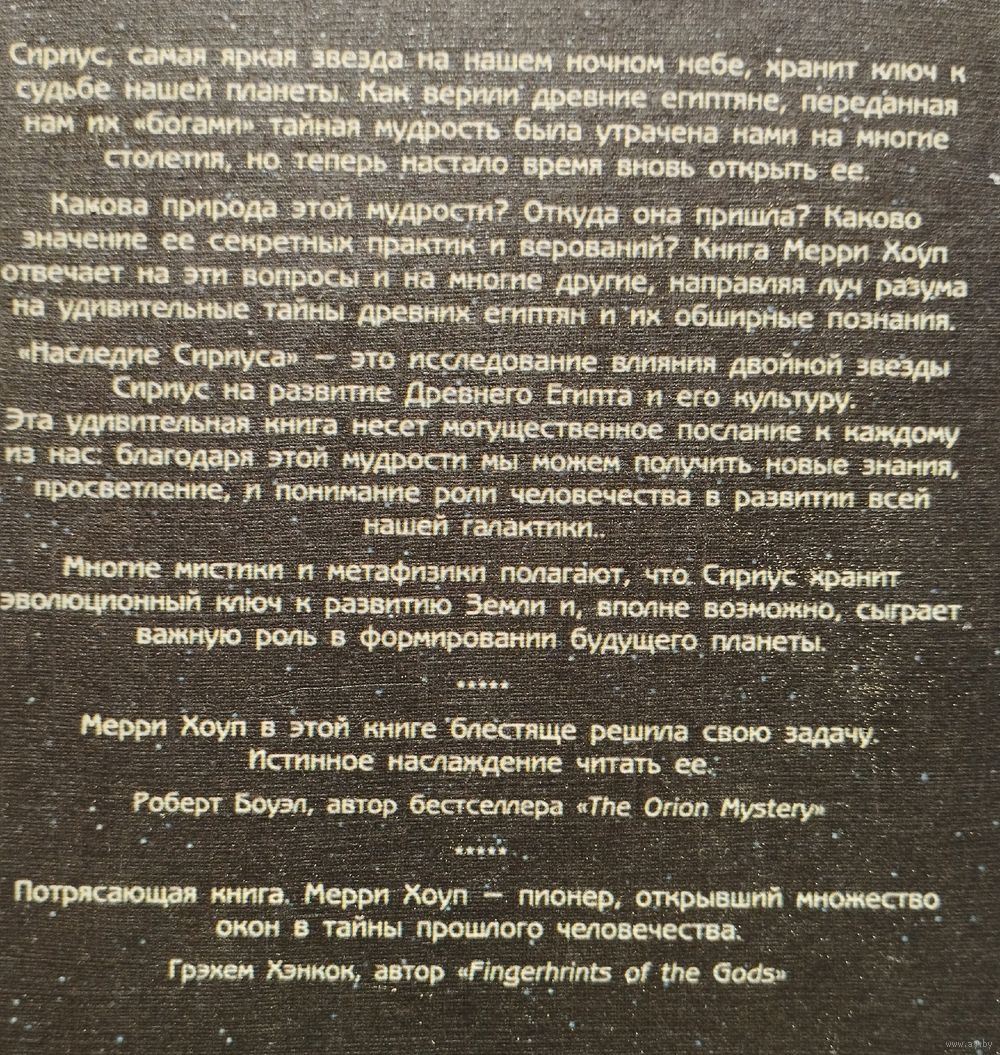 Сириус, самая яркая звезда на нашем ночном небе, хранит ключ к
судьбе нашей планеты. Как верили древние египтяне, переданная
нам их «богами» тайная мудрость была утрачена нами на многие
столетия, но теперь настало время вновь открыть ее.
Какова природа этой мудрости? Откуда она пришла? Каково
значение ее секретных практик и верований? Книга Мерри Хоуп
отвечает на эти вопросы и на многие другие, направляя луч разума
на удивительные тайны древних египтян и их обширные познания.
«Наследие Сириуса» — это исследование влияния двойной звезды
Сириус на развитие Древнего Египта и его культуру.
Эта удивительная книга несет могущественное послание к каждому
из нас: благодаря этой мудрости мы можем получить новые знания,
просветление, и понимание роли человечества в развитии всей
нашей галактики..
Многие мистики и метафизики полагают, что Сириус хранит
эволюционный ключ к развитию Земли и, вполне возможно, сыграет
важную роль в формировании будущего планеты.
*****
Мерри Хоуп в этой книге блестяще решила свою задачу.
Истинное наслаждение читать ее.
Роберт Боуэл, автор бестселлера «The Orion Mystery»
*****
Потрясающая книга. Мерри Хоуп — пионер, открывший множество
окон в тайны прошлого человечества.
Грэхем Хэнкок, автор «Fingerhrints of the Gods»
www.ay.by